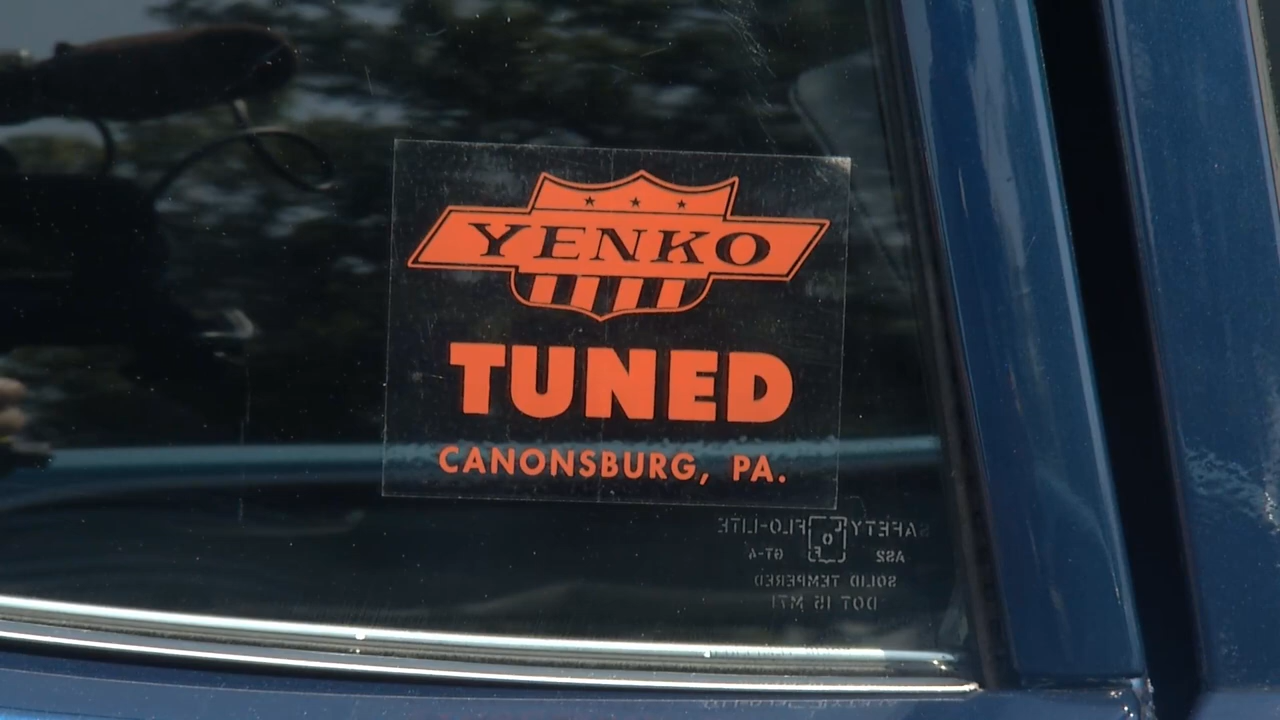 YENKO
TUNED
CANONSBURG, PA.
SAFETY FLO-LITE
AS2 GT-4
SOLID TEMPERED
DOT 15 M71